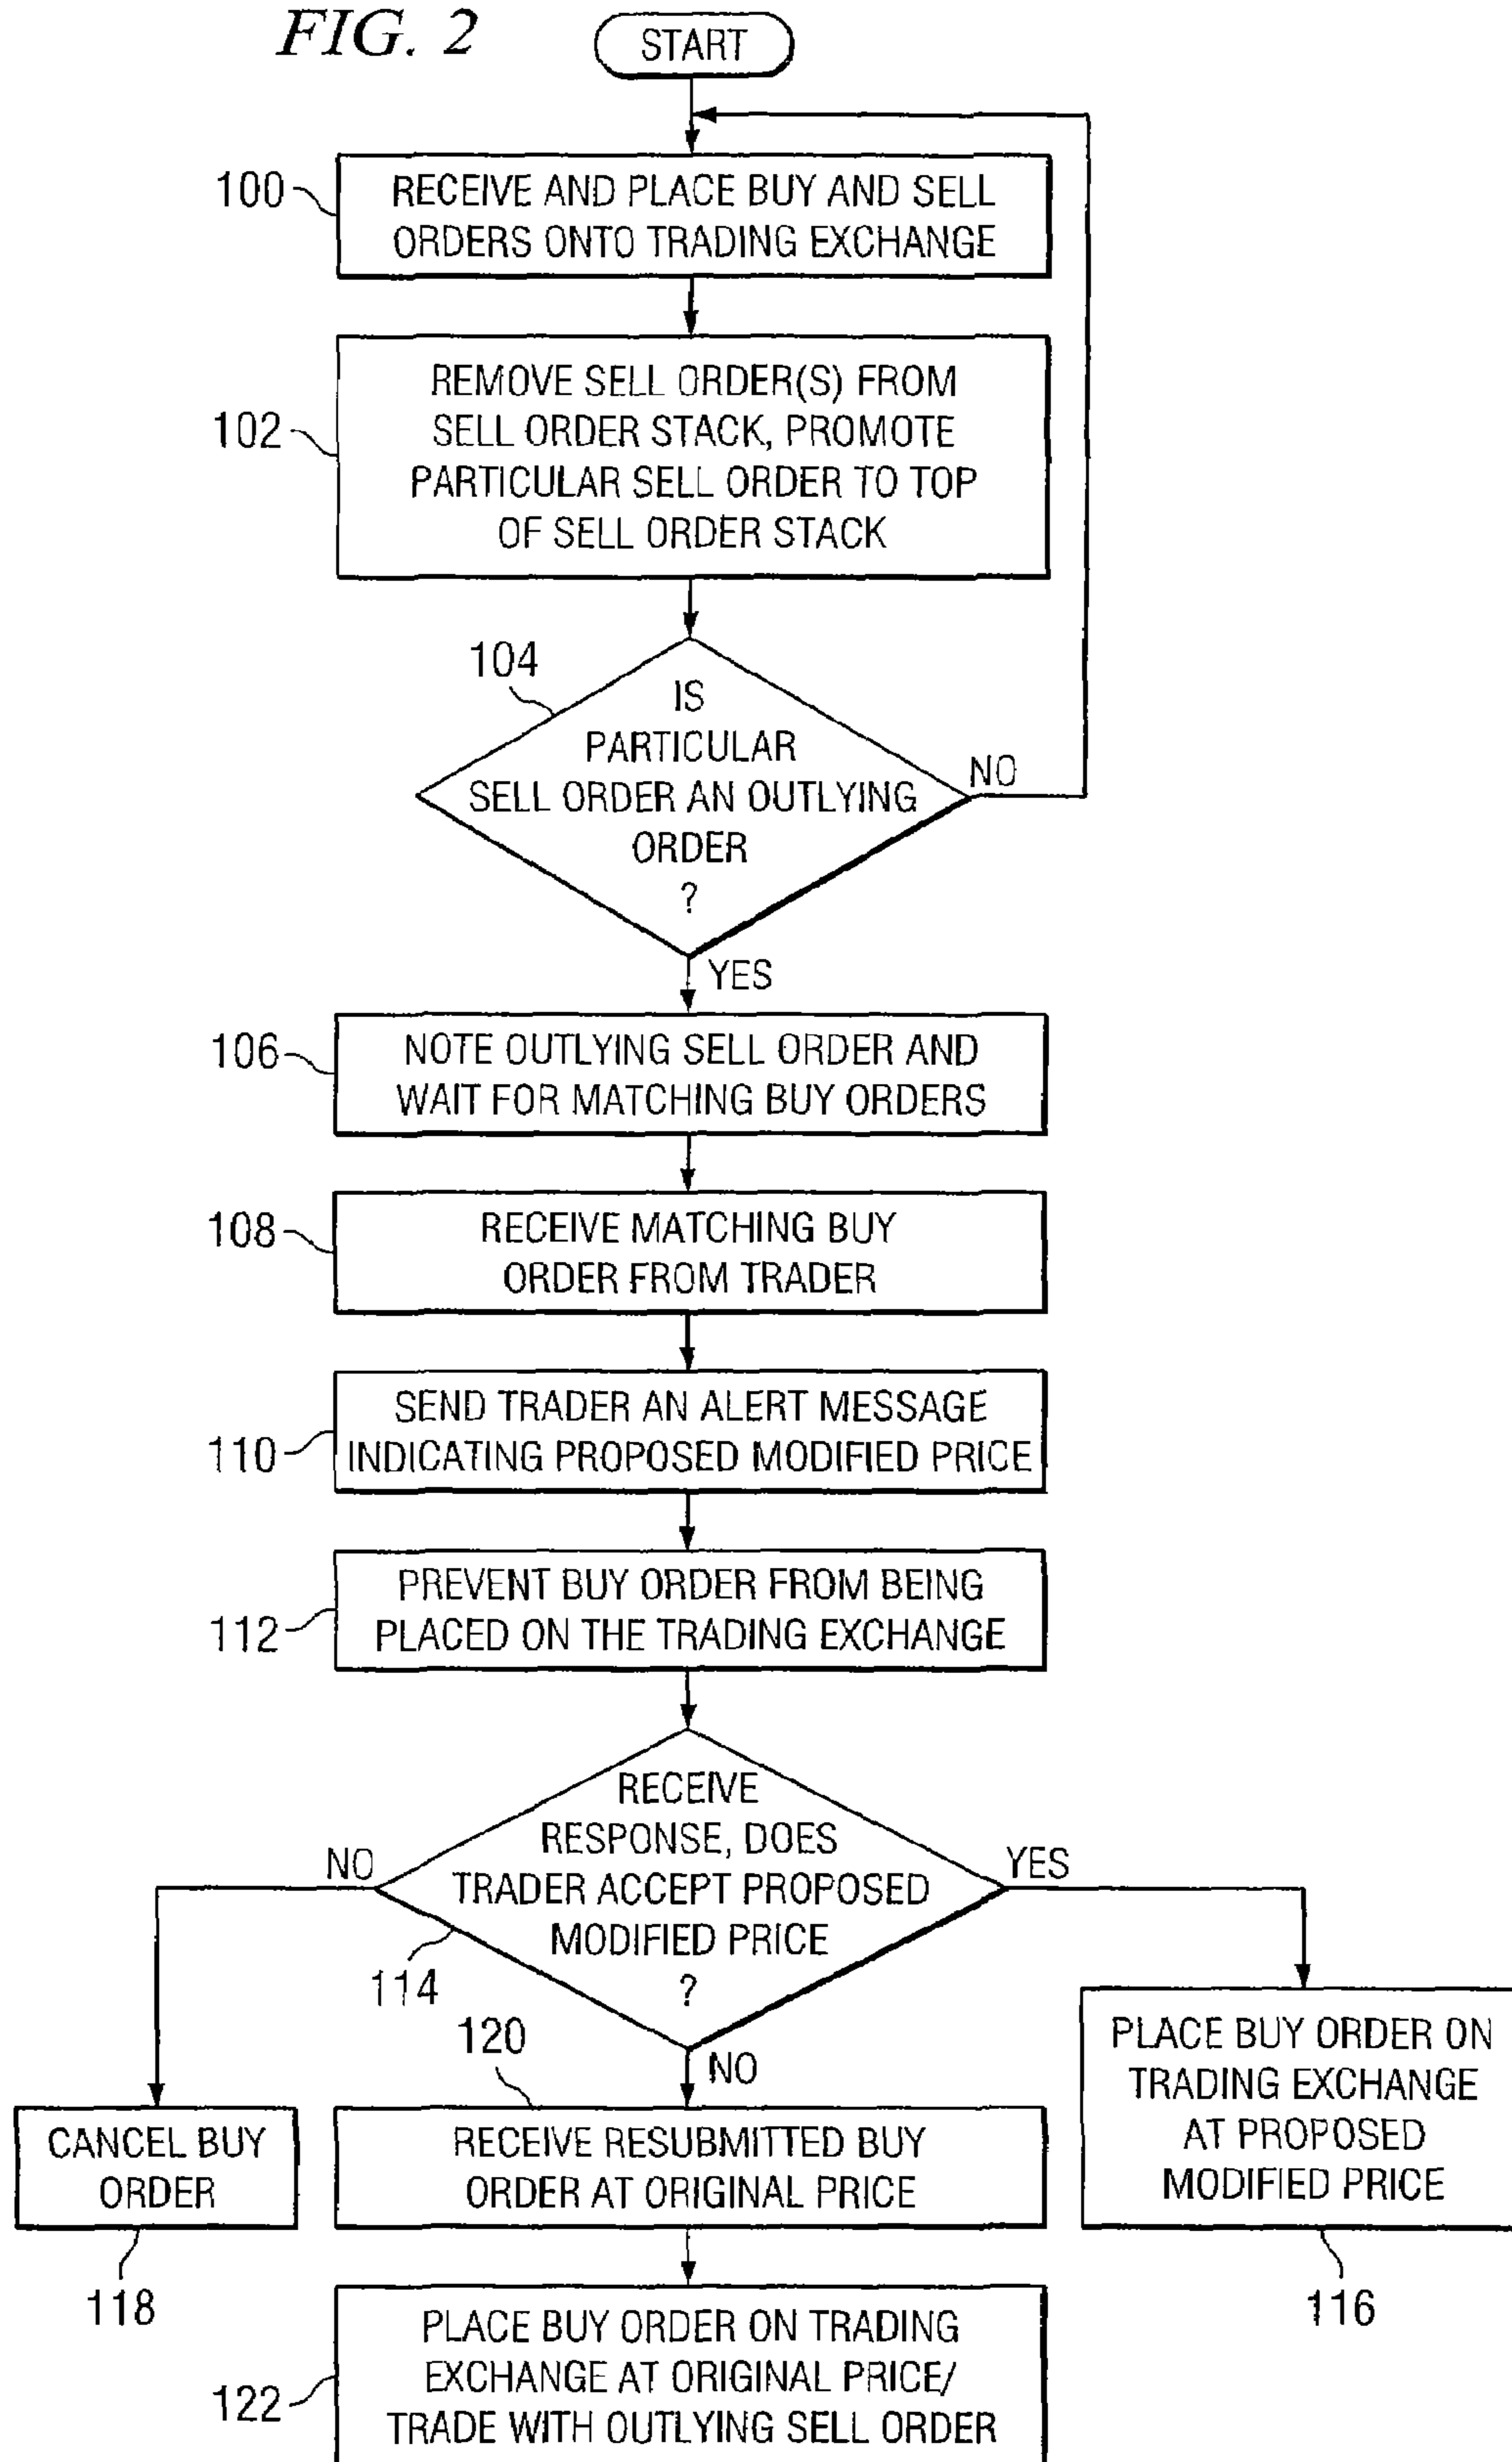 FIG. 2
START
100
RECEIVE AND PLACE BUY AND SELL
ORDERS ONTO TRADING EXCHANGE
102
REMOVE SELL ORDER(S) FROM
SELL ORDER STACK, PROMOTE
PARTICULAR SELL ORDER TO TOP
OF SELL ORDER STACK
104
IS
PARTICULAR
SELL ORDER AN OUTLYING
ORDER
?
NO
YES
106
NOTE OUTLYING SELL ORDER AND
WAIT FOR MATCHING BUY ORDERS
108
RECEIVE MATCHING BUY
ORDER FROM TRADER
110
SEND TRADER AN ALERT MESSAGE
INDICATING PROPOSED MODIFIED PRICE
112
PREVENT BUY ORDER FROM BEING
PLACED ON THE TRADING EXCHANGE
114
RECEIVE
RESPONSE, DOES
TRADER ACCEPT PROPOSED
MODIFIED PRICE
?
NO
YES
NO
CANCEL BUY
ORDER
118
120
RECEIVE RESUBMITTED BUY
ORDER AT ORIGINAL PRICE
PLACE BUY ORDER ON
TRADING EXCHANGE
AT PROPOSED
MODIFIED PRICE
116
122
PLACE BUY ORDER ON TRADING
EXCHANGE AT ORIGINAL PRICE/
TRADE WITH OUTLYING SELL ORDER